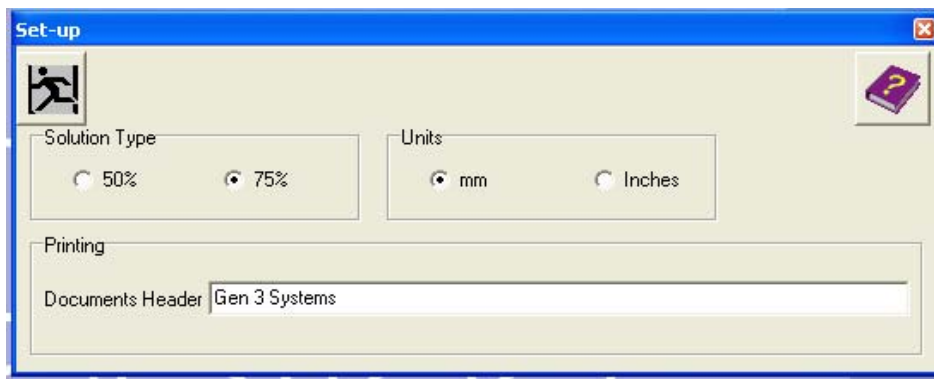 Set-up
?
Solution Type
Units
50%
75%
mm
Inches
Printing
Documents Header
Gen 3 Systems